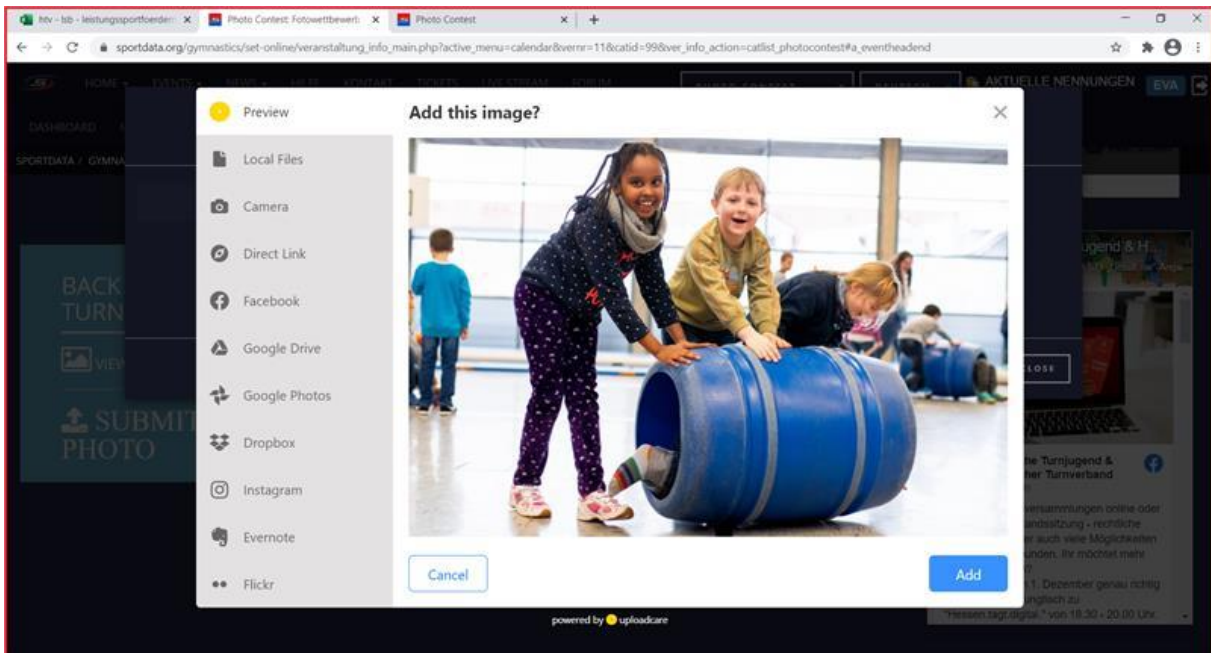 htv - lsb - leistungssportfoerder
Photo Contest: Fotowettbewerb:
Photo Contest
sportdata.org/gymnastics/set-online/veranstaltung_info_main.php?active_menu=calendar&vernr=11&catid=99&ver_info_action=catlist_photocontest#a_eventheadend
HOME
EVENTS
NEWS
HILFE
KONTAKT
TICKETS
LIVE STREAM
FORUM
AKTUELLE NENNUNGEN
EVA
DASHBOARD
SPORTDATA / GYMNA
BACK
TURN
VIEW
SUBMIT
PHOTO
Preview
Local Files
Camera
Direct Link
Facebook
Google Drive
Google Photos
Dropbox
Instagram
Evernote
Flickr
Add this image?
Cancel
Add
powered by uploadcare
ugend & H...
CLOSE
he Turnjugend &
her Turnverband
versammlungen online oder
andssitzung - rechtliche
er auch viele Möglichkeiten
unden. Ihr möchtet mehr
1. Dezember genau richtig
unglisch zu
"Hessen.tagt.digital." von 18.30 - 20.00 Uhr.